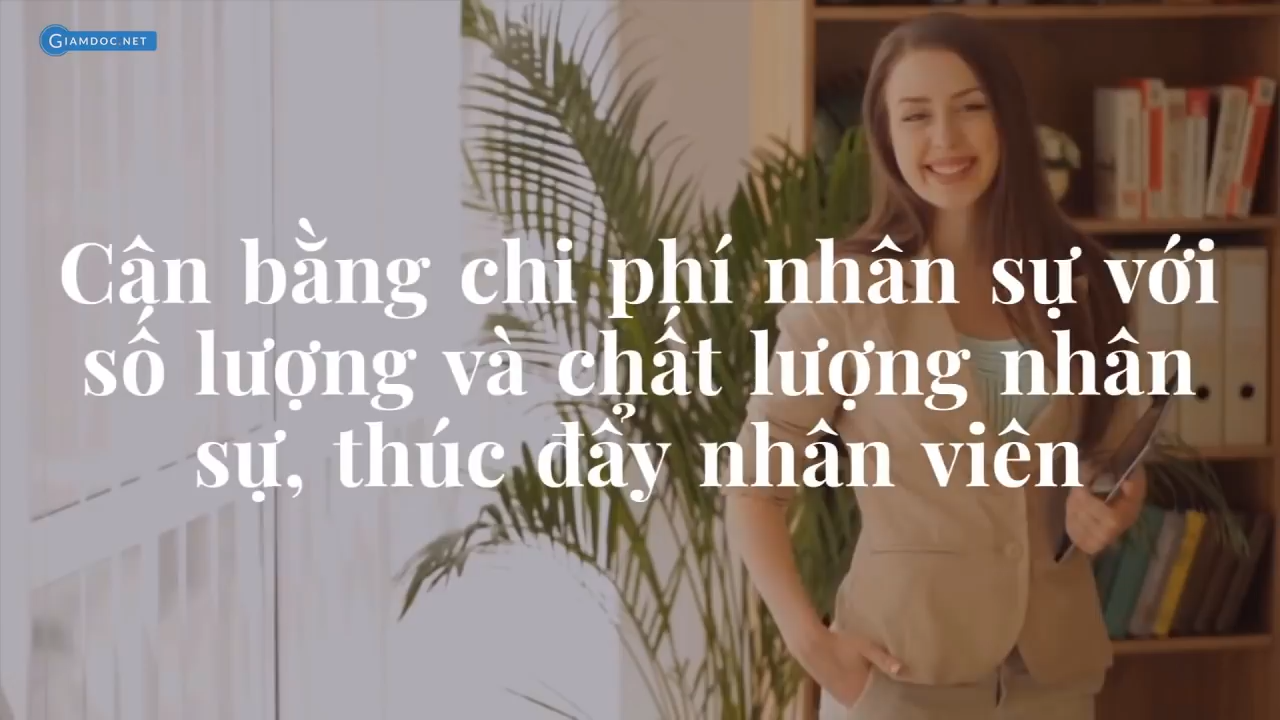 GIAMDOC.NET
Cân bằng chi phí nhân sự với
số lượng và chất lượng nhân
sự, thúc đẩy nhân viên